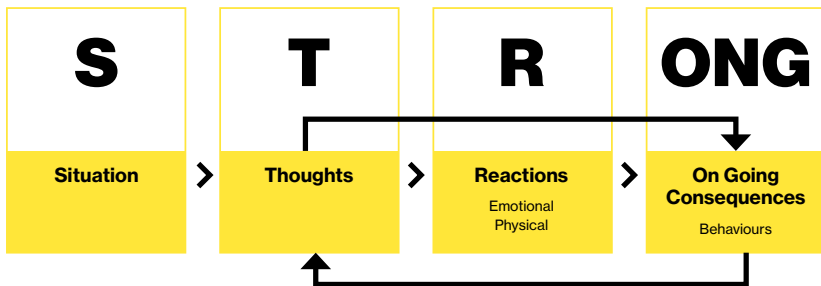 S
T
R
ONG
Situation
Thoughts
Reactions
Emotional
Physical
On Going
Consequences
Behaviours